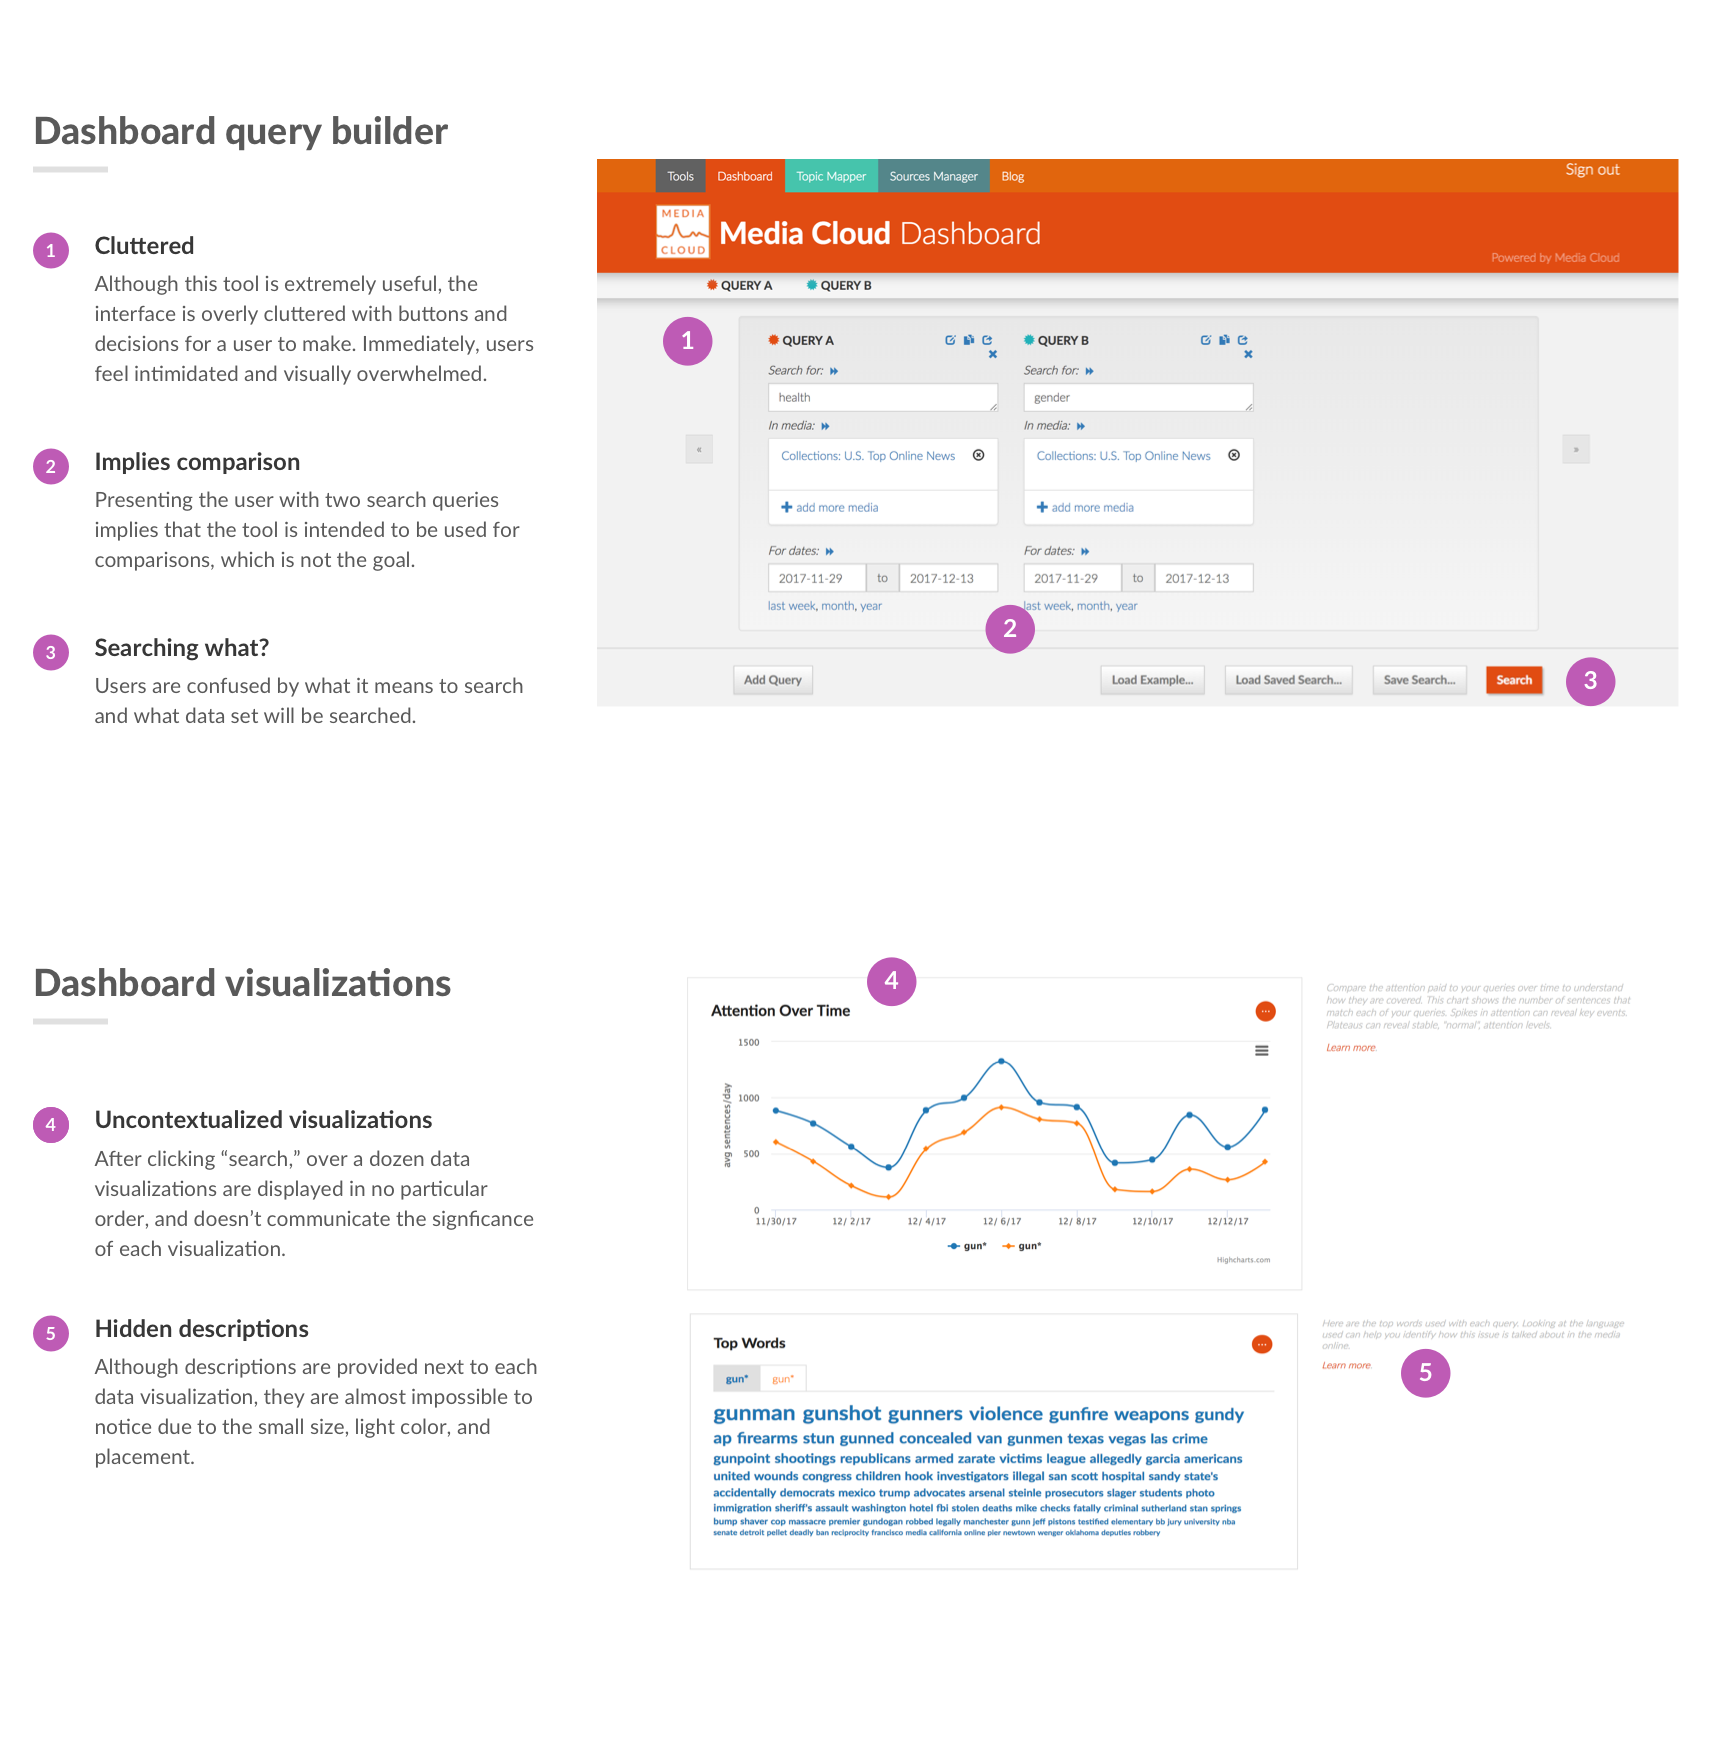 Dashboard query builder
1
Cluttered
Although this tool is extremely useful, the
interface is overly cluttered with buttons and
decisions for a user to make. Immediately, users
feel intimidated and visually overwhelmed.
2
Implies comparison
Presenting the user with two search queries
implies that the tool is intended to be used for
comparisons, which is not the goal.
3
Searching what?
Users are confused by what it means to search
and what data set will be searched.
Tools Dashboard Topic Mapper Sources Manager Blog Sign out
MEDIA
CLOUD
Media Cloud Dashboard
Powered by Media Cloud
QUERY A QUERY B
1
QUERY A QUERY B
Search for: Search for:
health gender
In media: In media:
« Collections: U.S. Top Online News Collections: U.S. Top Online News »
add more media add more media
For dates: For dates:
2017-11-29 to 2017-12-13 2017-11-29 to 2017-12-13
last week, month, year last week, month, year
2
Add Query Load Example... Load Saved Search... Save Search... Search 3
Dashboard visualizations
4
Uncontextualized visualizations
After clicking “search,” over a dozen data
visualizations are displayed in no particular
order, and doesn’t communicate the signficance
of each visualization.
5
Hidden descriptions
Although descriptions are provided next to each
data visualization, they are almost impossible to
notice due to the small size, light color, and
placement.
4
Attention Over Time
...
1500
1000
500
0
avg sentences/day
11/30/17 12/ 2/17 12/ 4/17 12/ 6/17 12/ 8/17 12/10/17 12/12/17
gun* gun*
Highcharts.com
Compare the attention paid to your queries over time to understand
how they are covered. This chart shows the number of sentences that
match each of your queries. Spikes in attention can reveal key events.
Plateaus can reveal stable, "normal", attention levels.
Learn more.
Top Words
...
gun* gun*
gunman gunshot gunners violence gunfire weapons gundy
ap firearms stun gunned concealed van gunmen texas vegas las crime
gunpoint shootings republicans armed zarate victims league allegedly garcia americans
united wounds congress children hook investigators illegal san scott hospital sandy state's
accidentally democrats mexico trump advocates arsenal steinle prosecutors slager students photo
immigration sheriff's assault washington hotel fbi stolen deaths mike checks fatally criminal sutherland stan springs
bump shaver cop massacre premier gundogan robbed legally manchester gunn jeff pistons testified elementary bb jury university nba
senate detroit pellet deadly ban reciprocity francisco media california online pier newtown wenger oklahoma deputies robbery
Here are the top words used with each query. Looking at the language
used can help you identify how this issue is talked about in the media
online.
Learn more.
5